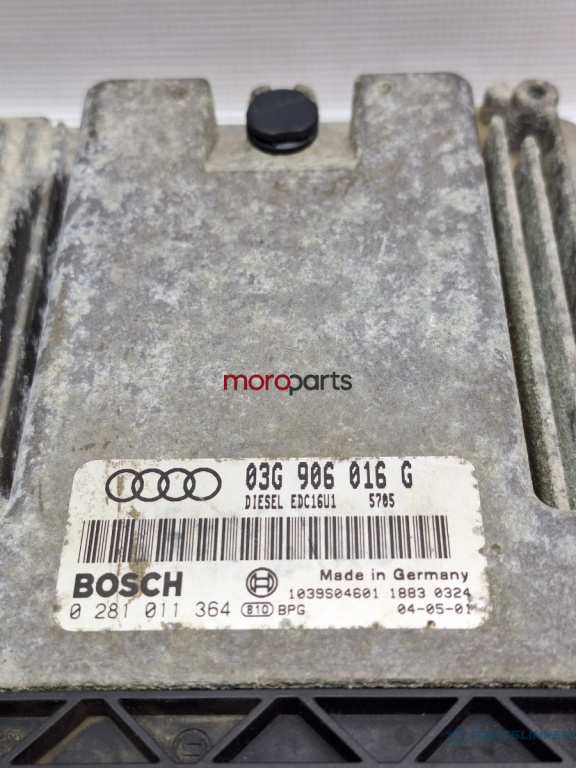 moroparts
03G 906 016 G
DIESEL EDC16U1 5705
BOSCH
Made in Germany
1039S04601 1883 0324
0 281 011 364 810 BPG 04-05-01